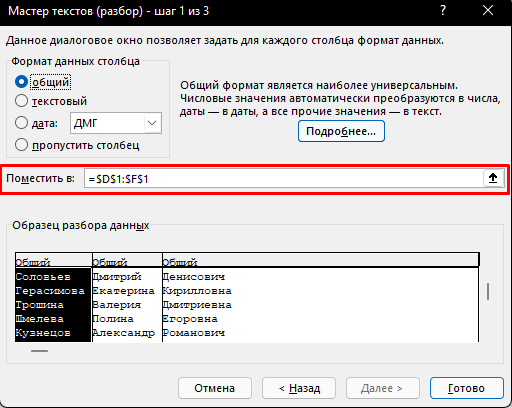 Мастер текстов (разбор) - шаг 1 из 3
Данное диалоговое окно позволяет задать для каждого столбца формат данных.
Формат данных столбца
общий
текстовый
дата: ДМГ
пропустить столбец
Общий формат является наиболее универсальным.
Числовые значения автоматически преобразуются в числа,
даты — в даты, а все прочие значения — в текст.
Подробнее...
Поместить в: =$D$1:$F$1
Образец разбора данных
Общий Общий Общий
Соловьев Дмитрий Денисович
Герасимова Екатерина Кирилловна
Трошина Валерия Дмитриевна
Шмелева Полина Егоровна
Кузнецов Александр Романович
Отмена < Назад Далее > Готово